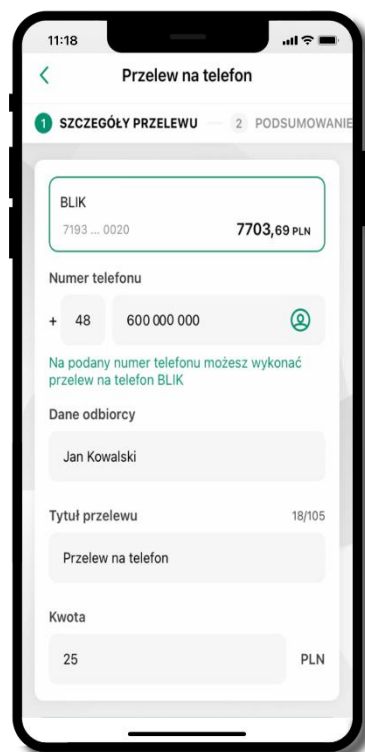 11:18
Przelew na telefon
1 SZCZEGÓŁY PRZELEWU 2 PODSUMOWANIE
BLIK
7193 ... 0020 7703,69 PLN
Numer telefonu
+ 48 600 000 000
Na podany numer telefonu możesz wykonać
przelew na telefon BLIK
Dane odbiorcy
Jan Kowalski
Tytuł przelewu 18/105
Przelew na telefon
Kwota
25 PLN